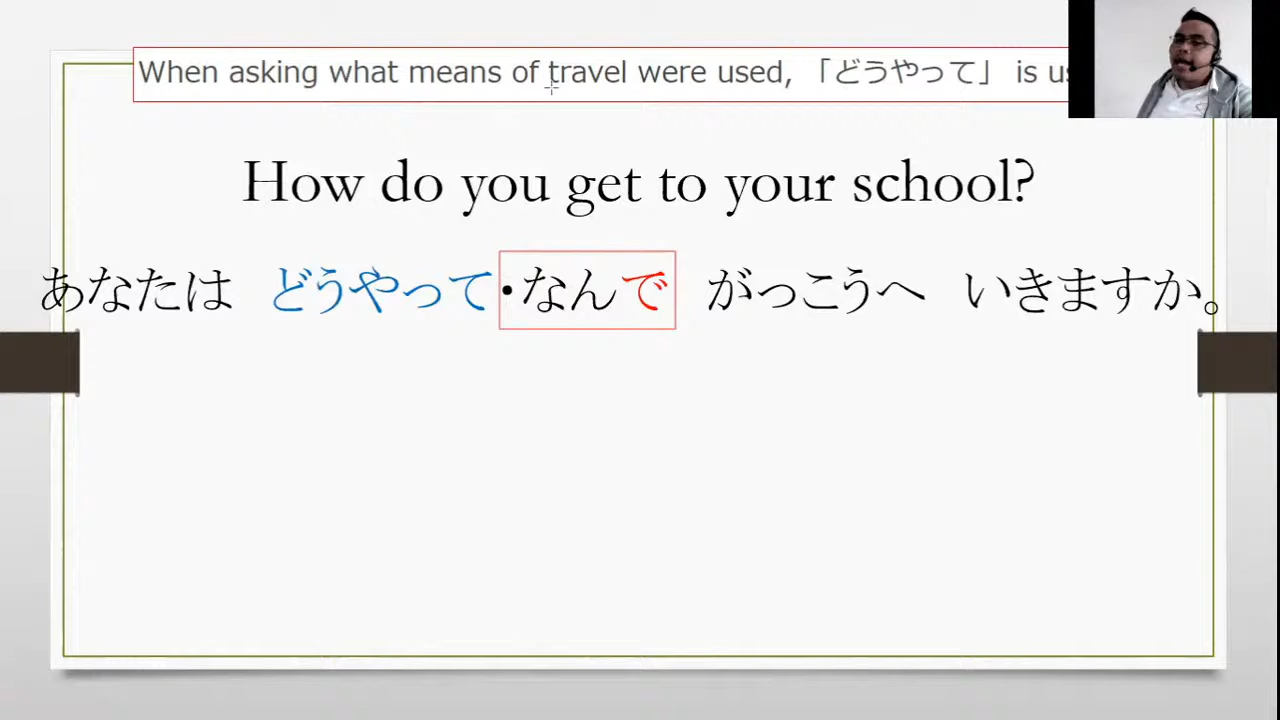 When asking what means of travel were used, 「どうやって」 is
How do you get to your school?
あなたは どうやって・なんで がっこうへ いきますか。